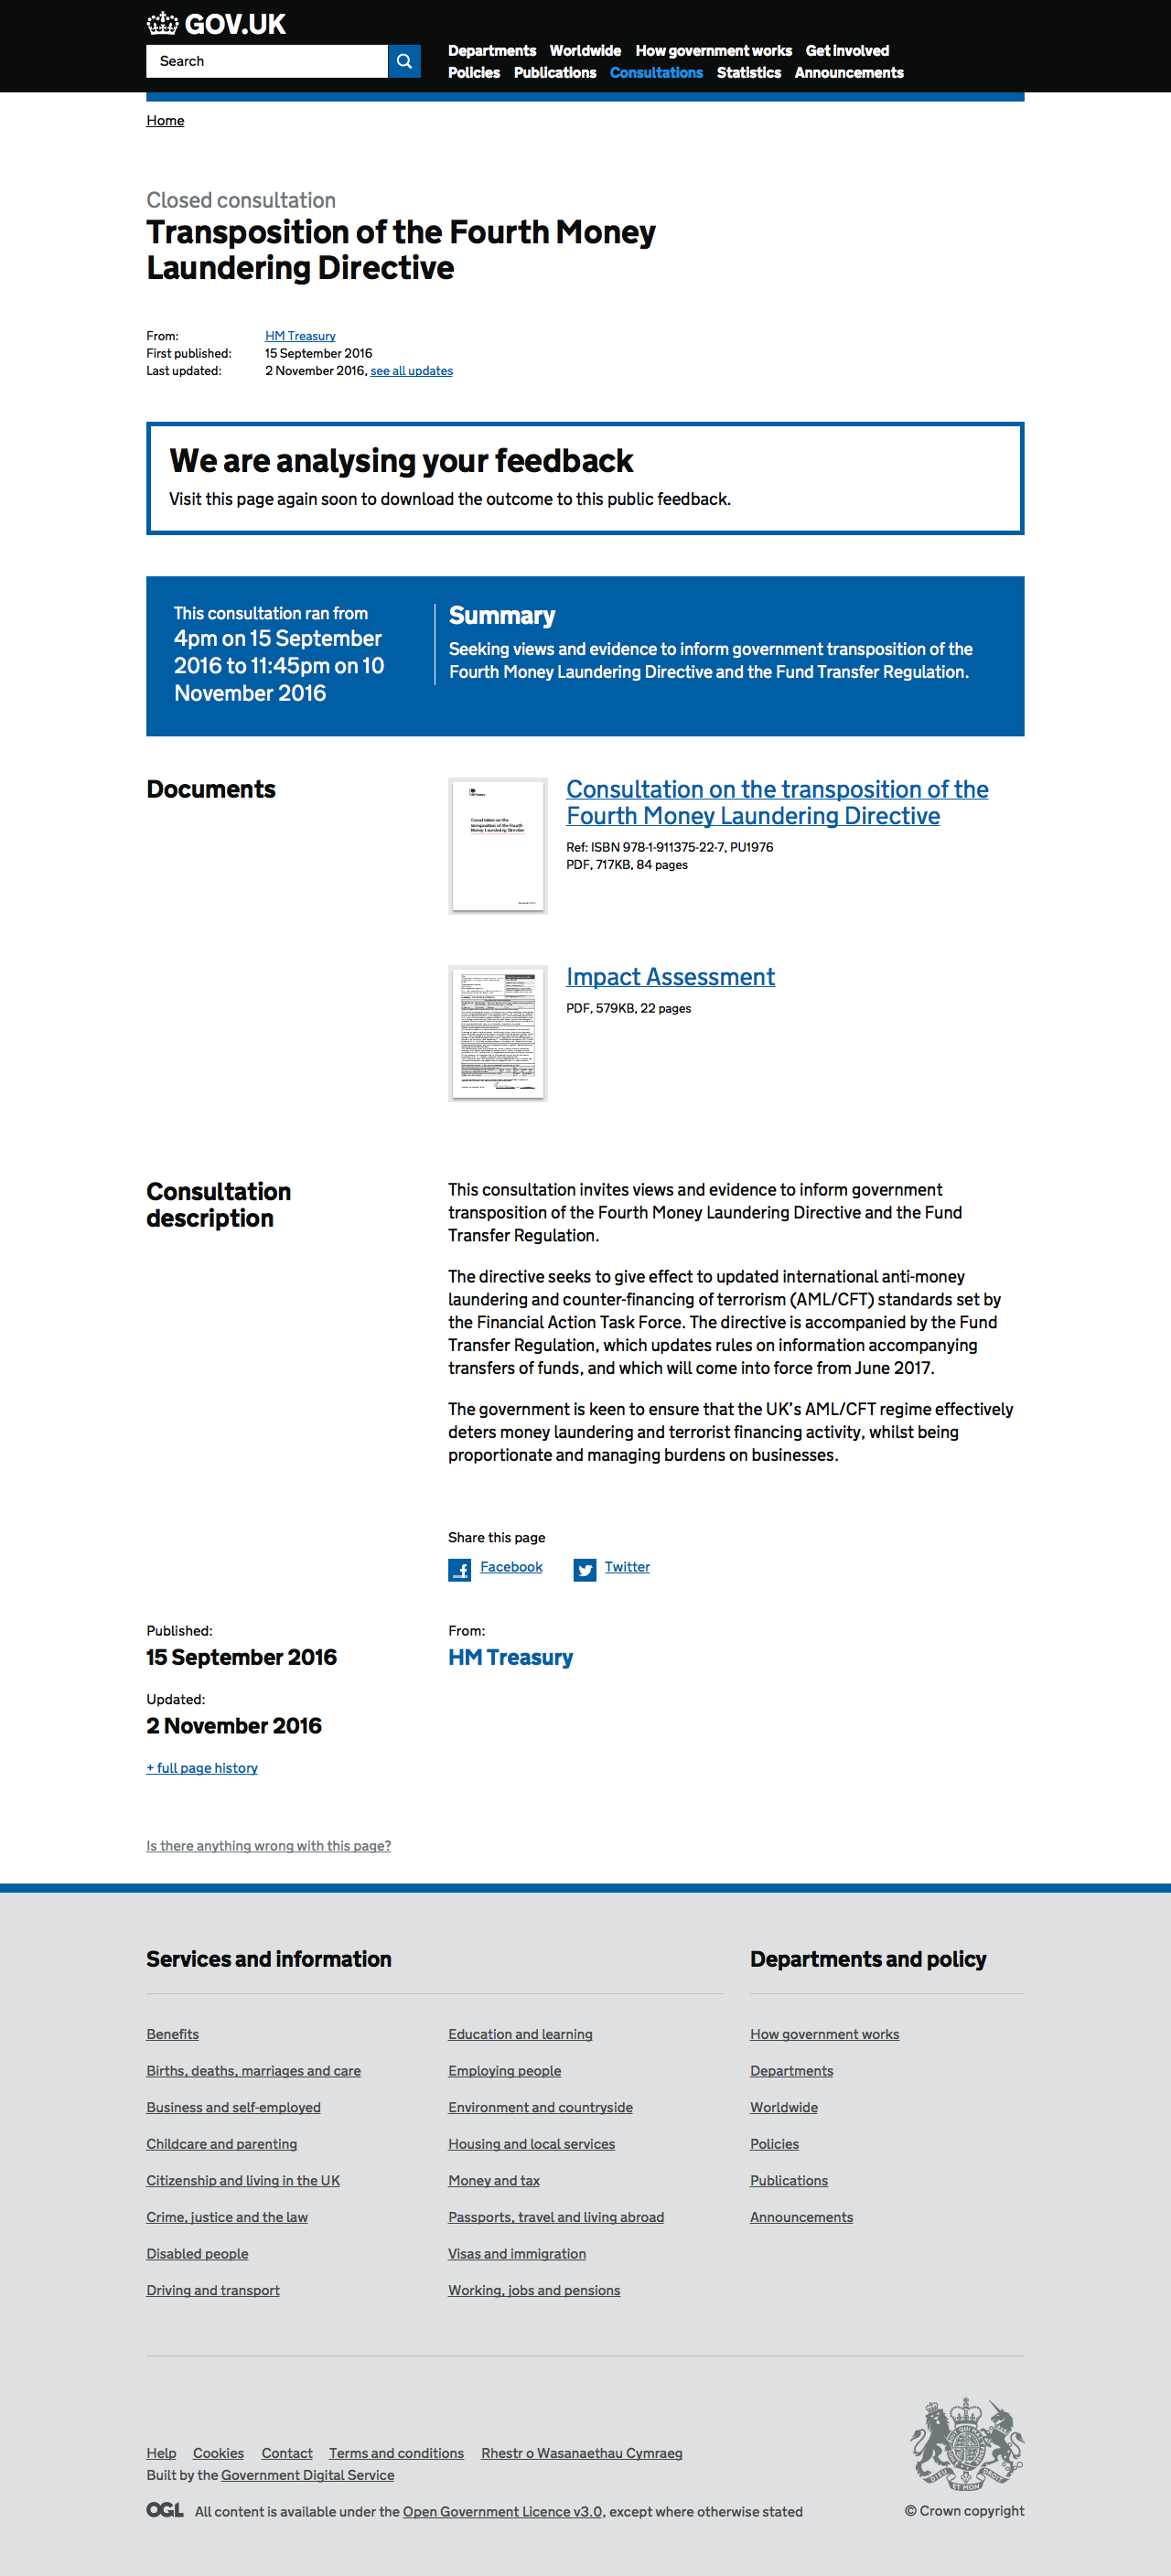 GOV.UK
Search
Departments Worldwide How government works Get involved
Policies Publications Consultations Statistics Announcements
Home
Closed consultation
Transposition of the Fourth Money
Laundering Directive
From: HM Treasury
First published: 15 September 2016
Last updated: 2 November 2016, see all updates
We are analysing your feedback
Visit this page again soon to download the outcome to this public feedback.
This consultation ran from
4pm on 15 September
2016 to 11:45pm on 10
November 2016
Summary
Seeking views and evidence to inform government transposition of the
Fourth Money Laundering Directive and the Fund Transfer Regulation.
Documents
HM Treasury
Consultation on the
transposition of the Fourth
Money Laundering Directive
Consultation on the transposition of the
Fourth Money Laundering Directive
Ref: ISBN 978-1-911375-22-7, PU1976
PDF, 717KB, 84 pages
Impact Assessment
PDF, 579KB, 22 pages
Consultation
description
This consultation invites views and evidence to inform government
transposition of the Fourth Money Laundering Directive and the Fund
Transfer Regulation.
The directive seeks to give effect to updated international anti-money
laundering and counter-financing of terrorism (AML/CFT) standards set by
the Financial Action Task Force. The directive is accompanied by the Fund
Transfer Regulation, which updates rules on information accompanying
transfers of funds, and which will come into force from June 2017.
The government is keen to ensure that the UK’s AML/CFT regime effectively
deters money laundering and terrorist financing activity, whilst being
proportionate and managing burdens on businesses.
Share this page
Facebook Twitter
Published:
15 September 2016
From:
HM Treasury
Updated:
2 November 2016
+ full page history
Is there anything wrong with this page?
Services and information
Benefits
Births, deaths, marriages and care
Business and self-employed
Childcare and parenting
Citizenship and living in the UK
Crime, justice and the law
Disabled people
Driving and transport
Education and learning
Employing people
Environment and countryside
Housing and local services
Money and tax
Passports, travel and living abroad
Visas and immigration
Working, jobs and pensions
Departments and policy
How government works
Departments
Worldwide
Policies
Publications
Announcements
Help Cookies Contact Terms and conditions Rhestr o Wasanaethau Cymraeg
Built by the Government Digital Service
OGL All content is available under the Open Government Licence v3.0, except where otherwise stated
DIEU ET MON DROIT
© Crown copyright